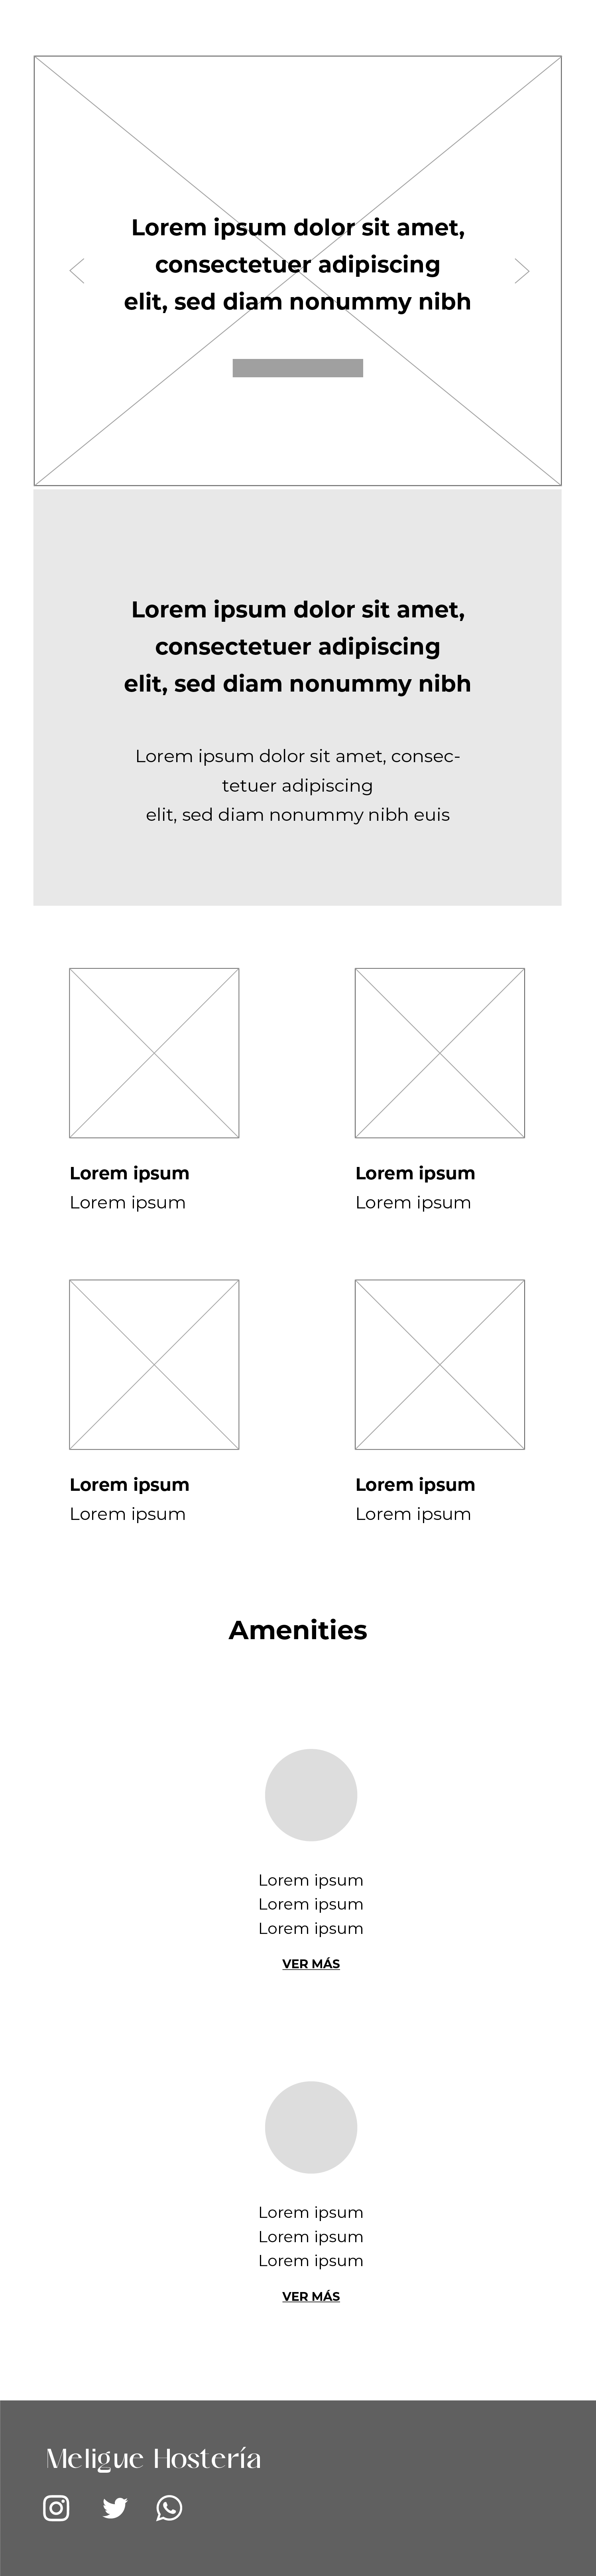 Lorem ipsum dolor sit amet,
consectetuer adipiscing
elit, sed diam nonummy nibh
Lorem ipsum dolor sit amet,
consectetuer adipiscing
elit, sed diam nonummy nibh
Lorem ipsum dolor sit amet, consec-
tetuer adipiscing
elit, sed diam nonummy nibh euis
Lorem ipsum
Lorem ipsum
Lorem ipsum
Lorem ipsum
Lorem ipsum
Lorem ipsum
Lorem ipsum
Lorem ipsum
Amenities
Lorem ipsum
Lorem ipsum
Lorem ipsum
VER MÁS
Lorem ipsum
Lorem ipsum
Lorem ipsum
VER MÁS
Meligue Hostería